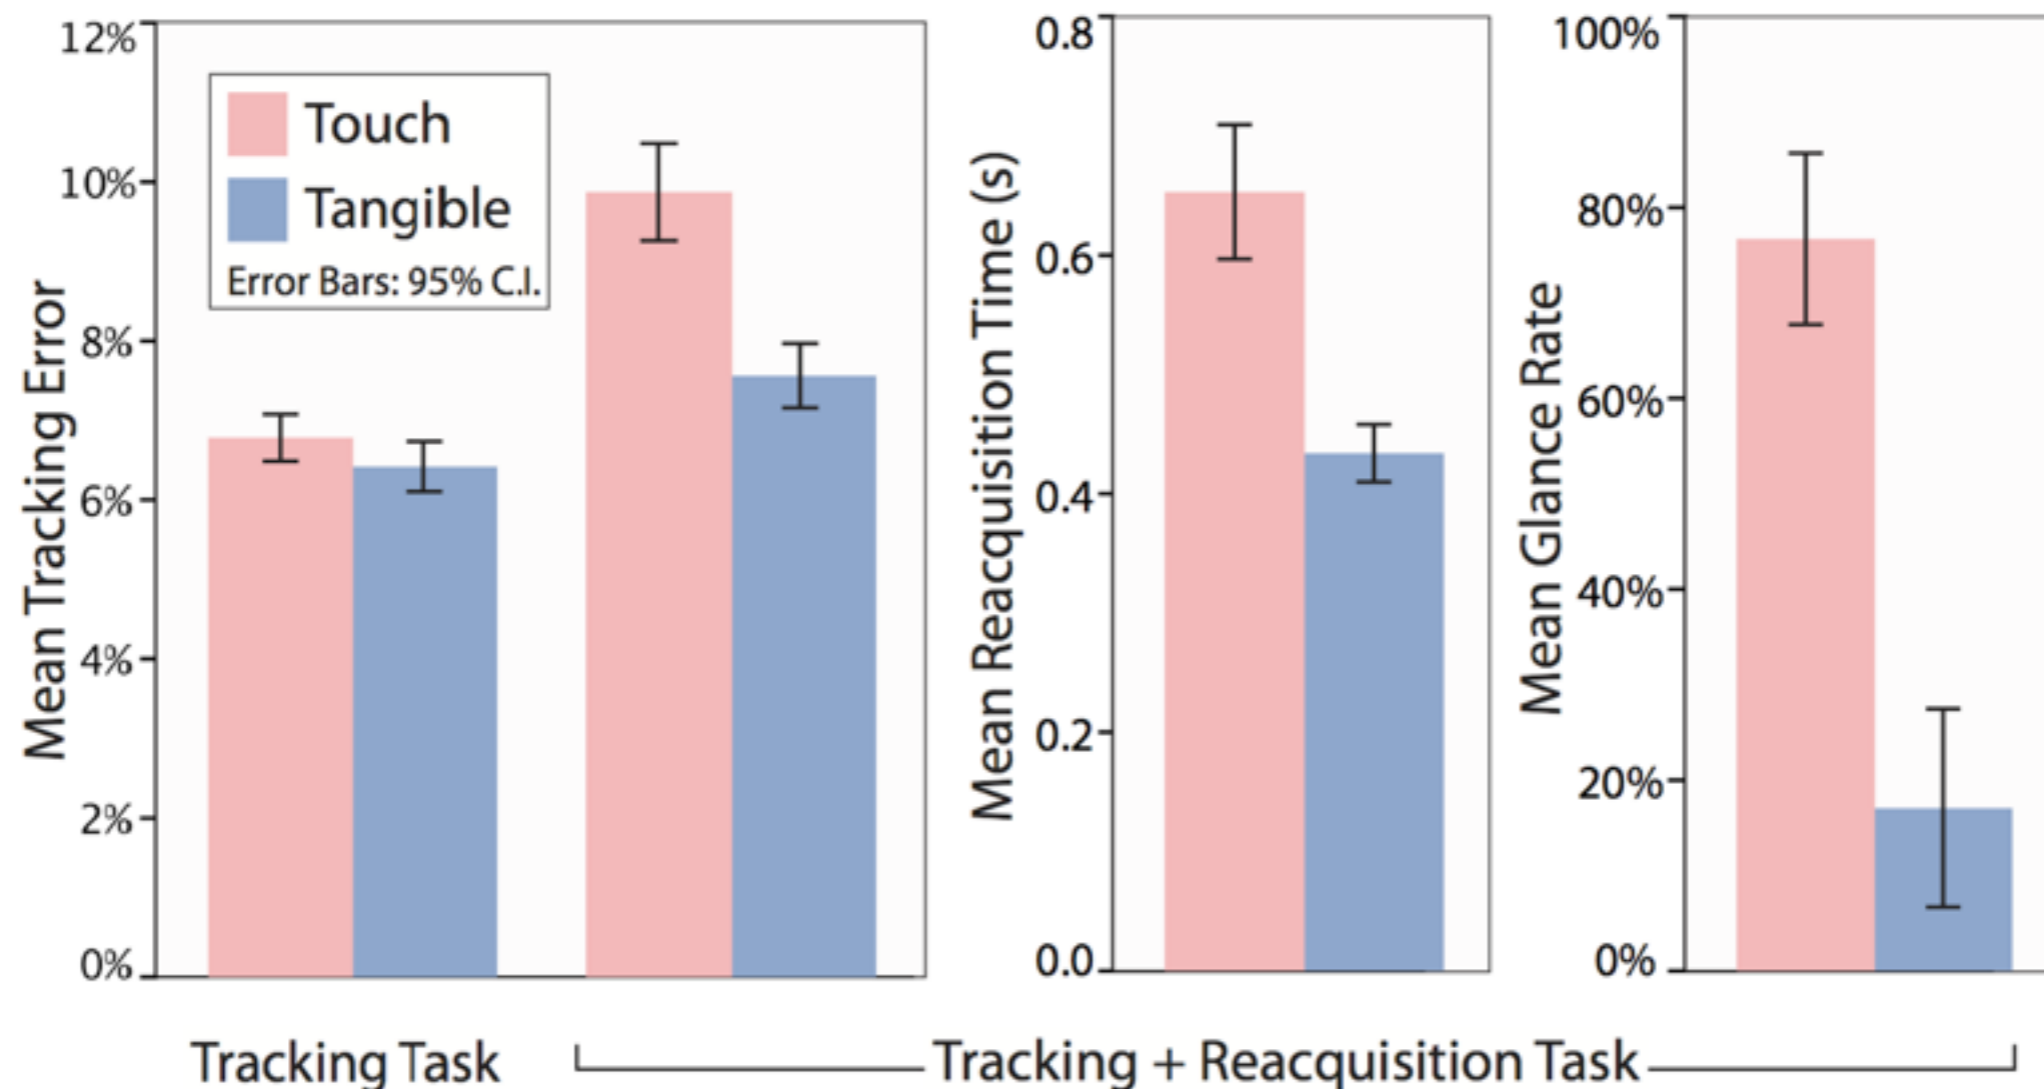 Mean Tracking Error
12%
10%
8%
6%
4%
2%
0%
Touch
Tangible
Error Bars: 95% C.I.
Mean Reacquisition Time (s)
0.8
0.6
0.4
0.2
0.0
Mean Glance Rate
100%
80%
60%
40%
20%
0%
Tracking Task
Tracking + Reacquisition Task